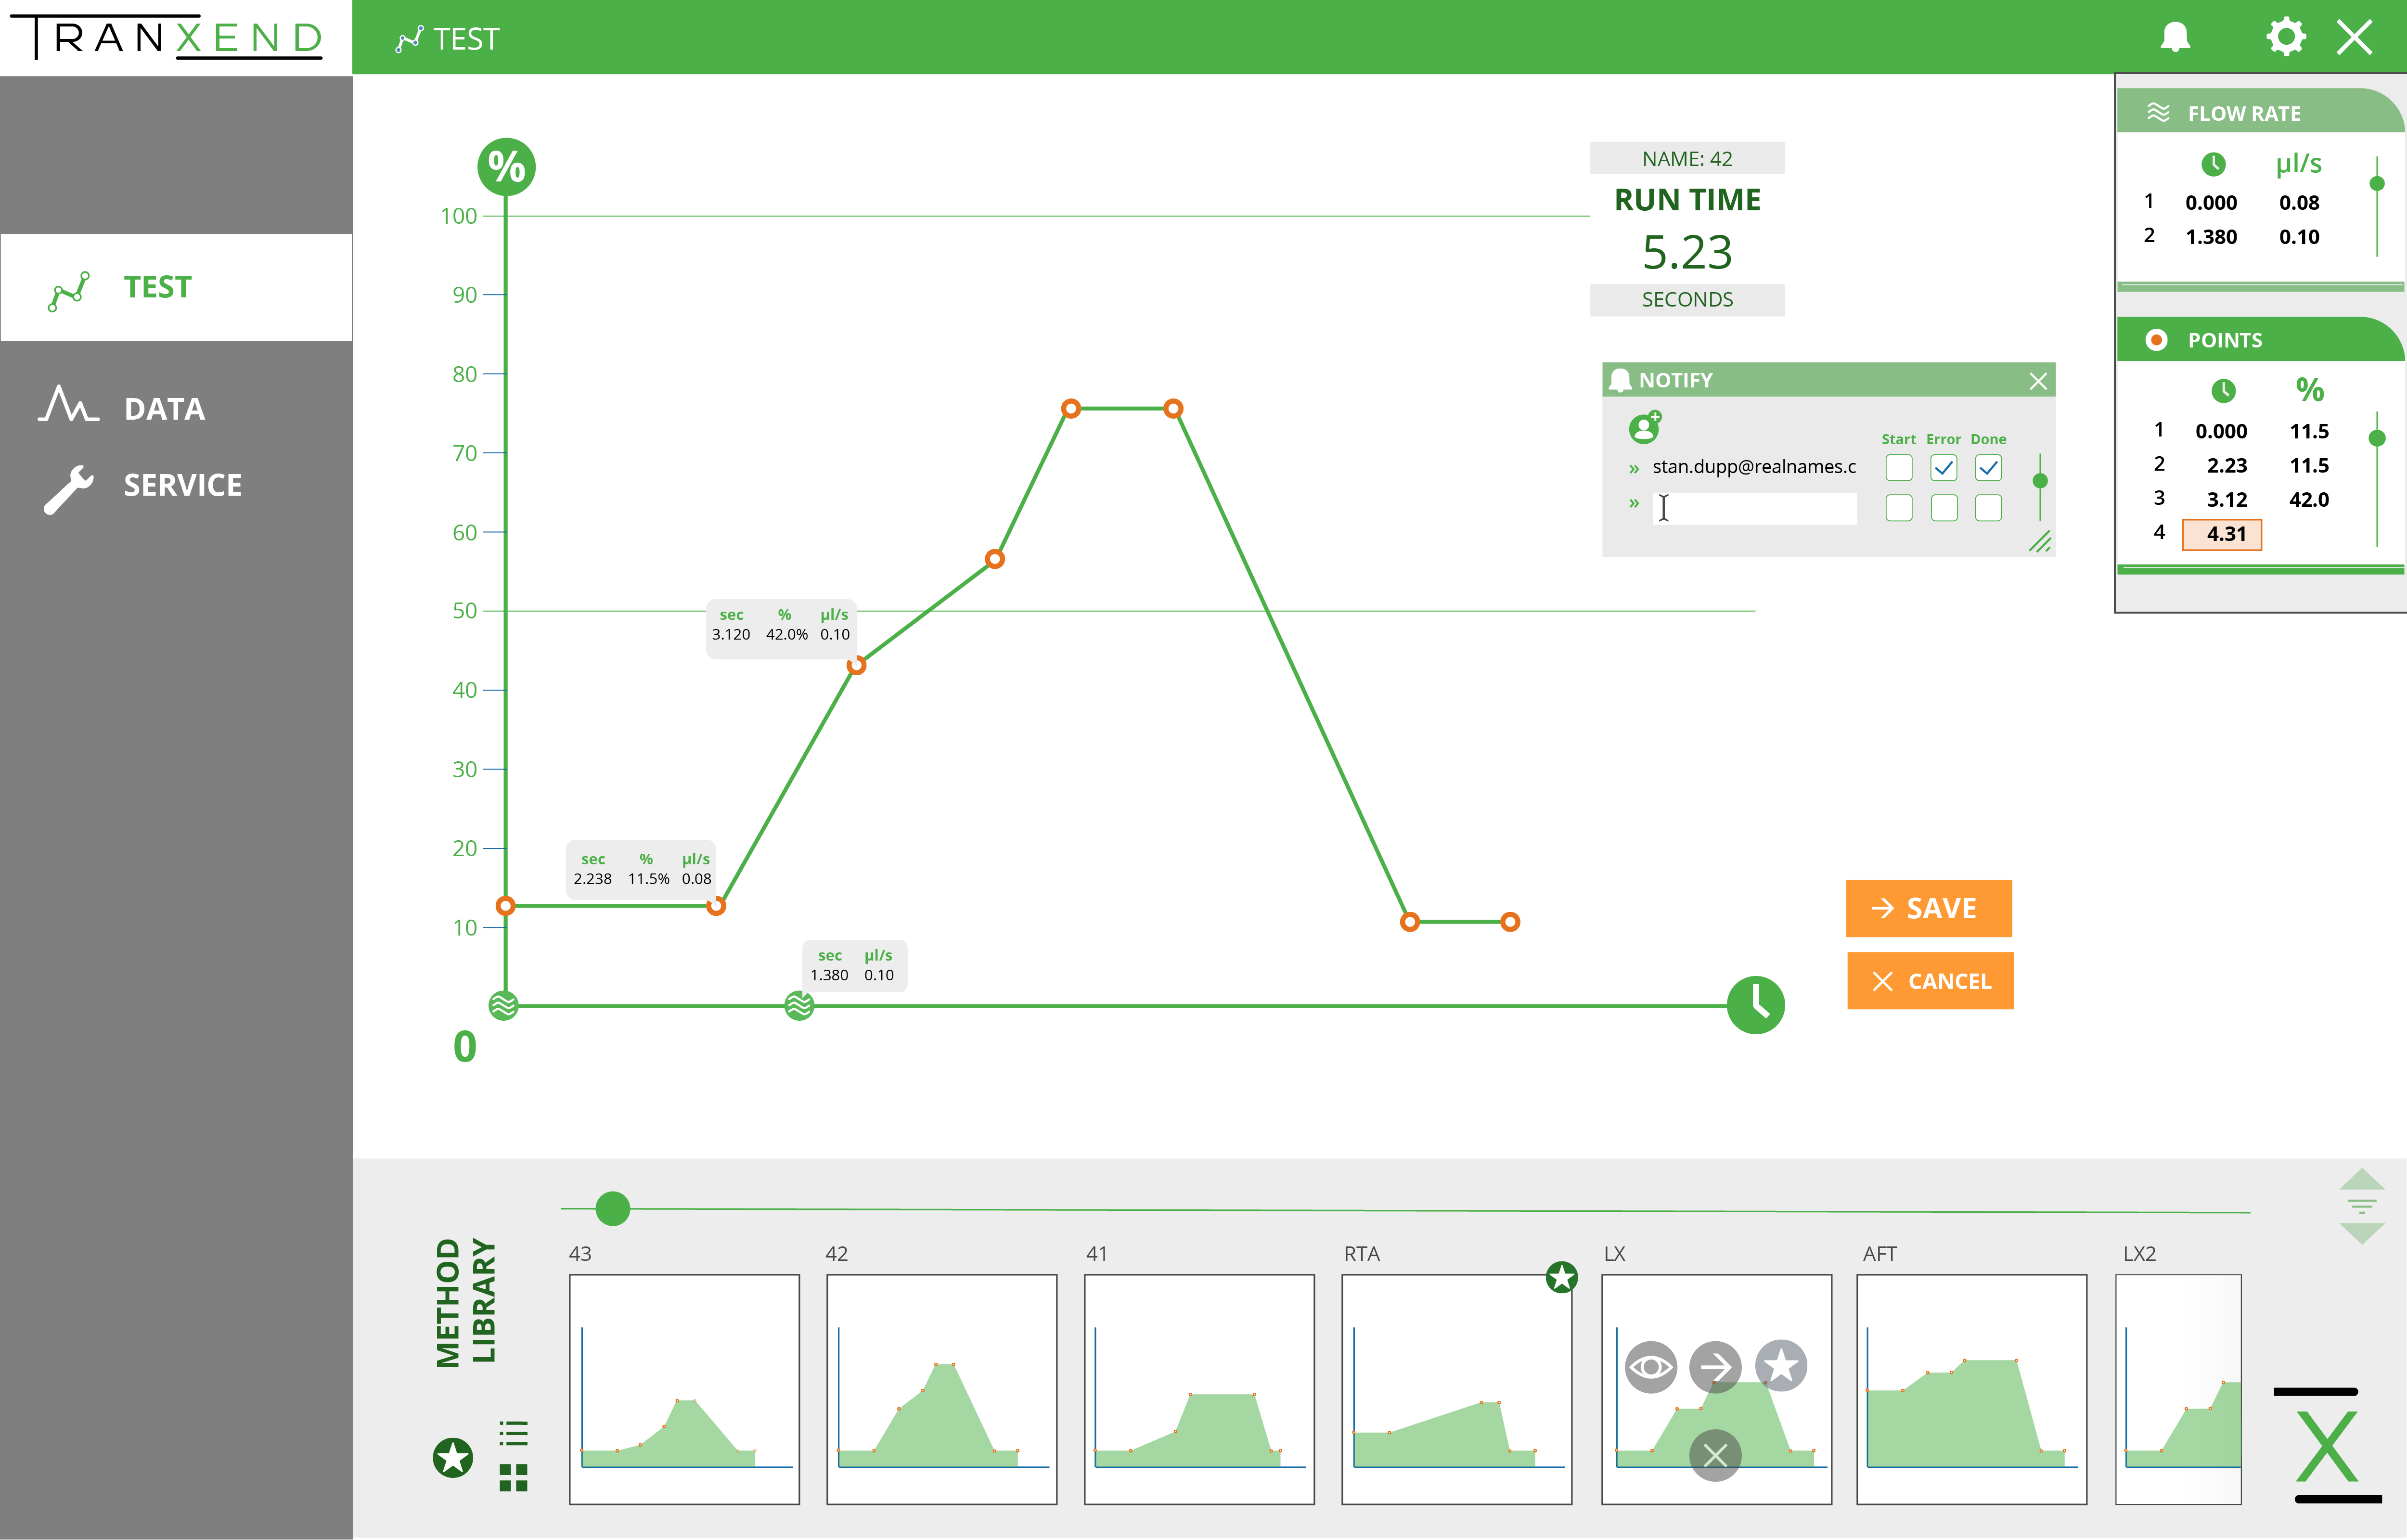 TRANXEND
TEST
TEST
DATA
SERVICE
%
100
90
80
70
60
50
40
30
20
10
0
sec % µl/s
3.120 42.0% 0.10
sec % µl/s
2.238 11.5% 0.08
sec µl/s
1.380 0.10
NAME: 42
RUN TIME
5.23
SECONDS
NOTIFY
Start Error Done
» stan.dupp@realnames.c
»
FLOW RATE
µl/s
1 0.000 0.08
2 1.380 0.10
POINTS
%
1 0.000 11.5
2 2.23 11.5
3 3.12 42.0
4 4.31
SAVE
CANCEL
METHOD
LIBRARY
43
42
41
RTA
LX
AFT
LX2
X